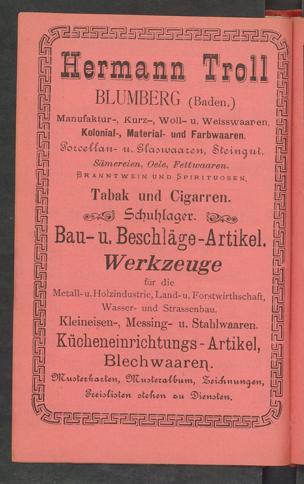 Hermann Troll
BLUMBERG (Baden.)
Manufaktur-, Kurz-, Woll- u. Weisswaaren,
Kolonial-, Material- und Farbwaaren.
Porcellan- u. Glaswaaren, Steingut.
Sämereien, Oele, Fettwaaren.
BRANNTWEIN UND SPIRITUOSEN.
Tabak und Cigarren.
Schuhlager.
Bau- u. Beschläge-Artikel.
Werkzeuge
für die
Metall- u. Holzindustrie, Land- u. Forstwirthschaft,
Wasser- und Strassenbau.
Kleineisen-, Messing- u. Stahlwaaren.
Kücheneinrichtungs-Artikel,
Blechwaaren.
Musterkarten, Musteralbum, Zeichnungen,
Preislisten stehen zu Diensten.